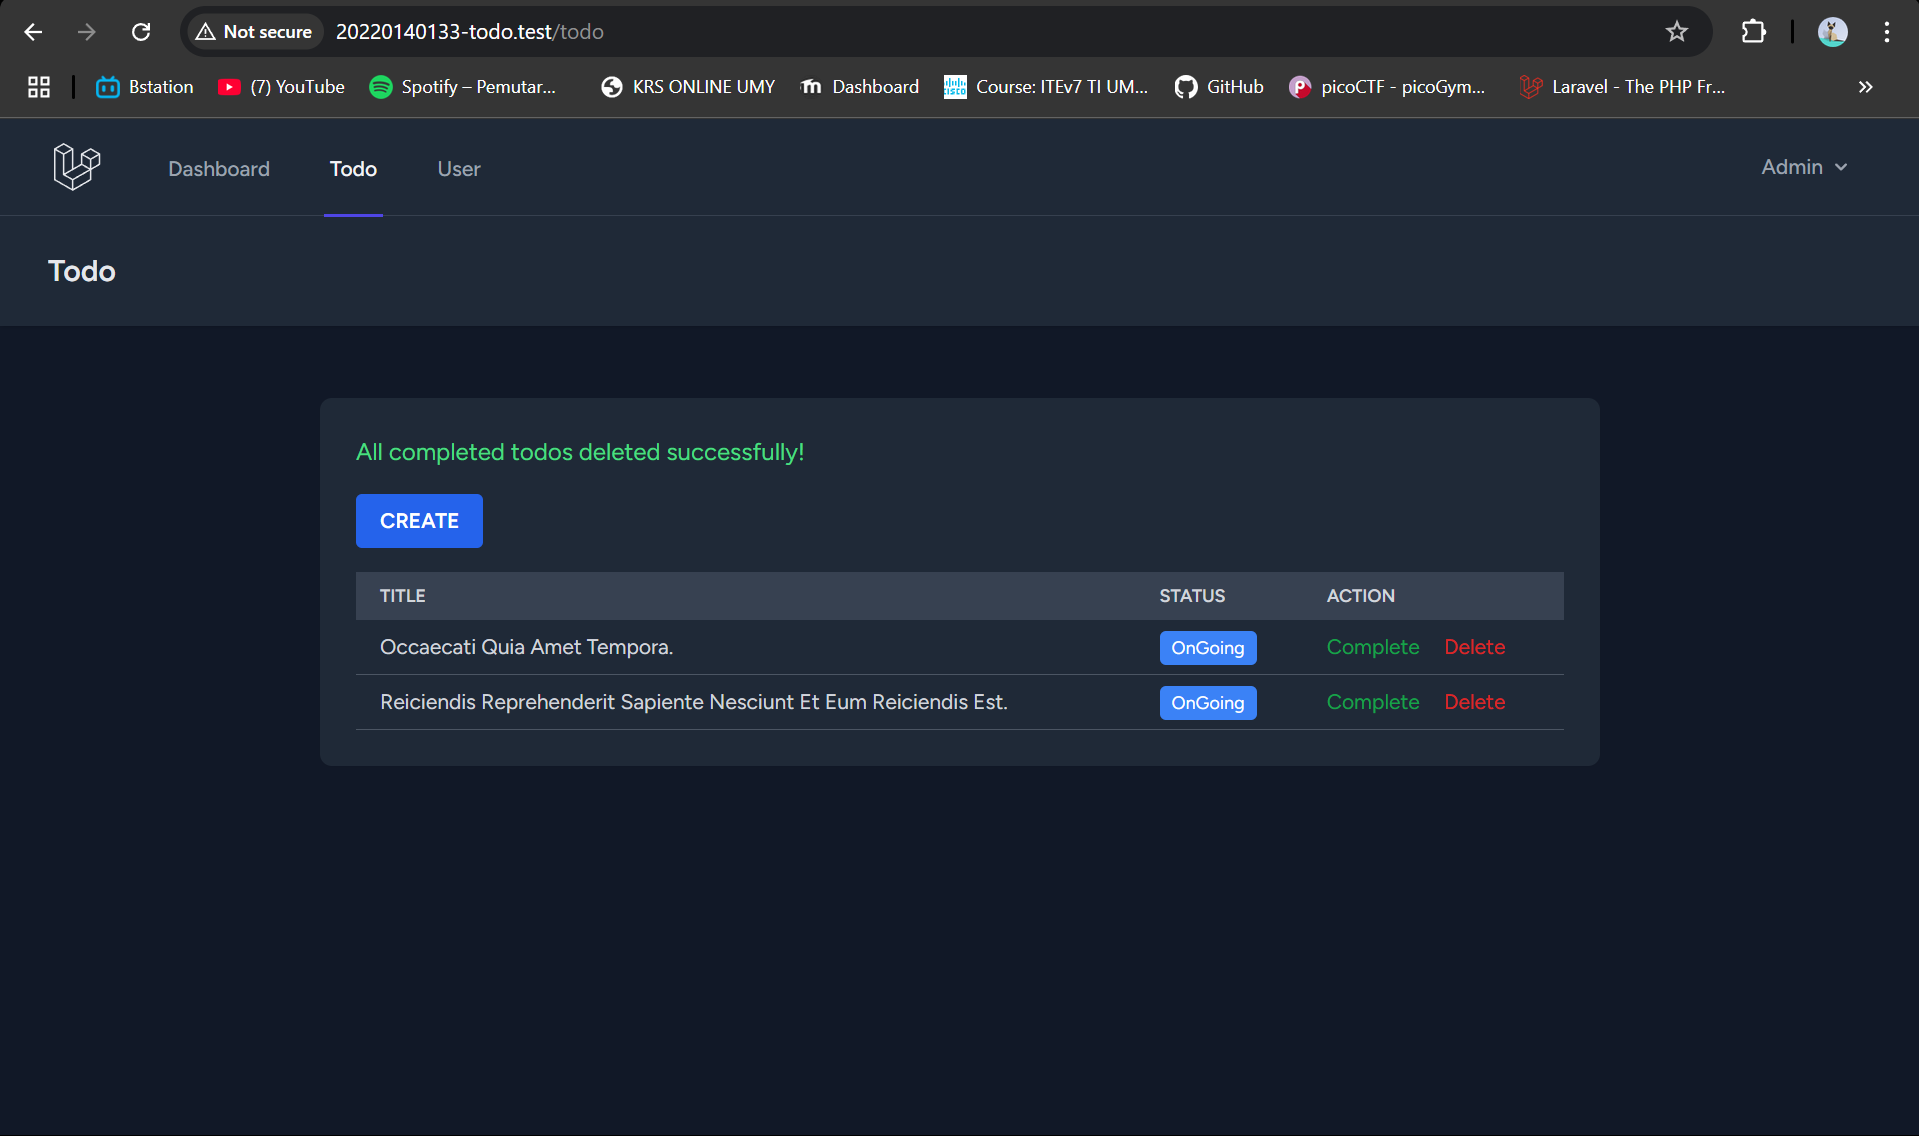 Not secure 20220140133-todo.test/todo
Bstation (7) YouTube Spotify – Pemutar... KRS ONLINE UMY Dashboard Course: ITEv7 TI UM... GitHub picoCTF - picoGym... Laravel - The PHP Fr...
Dashboard Todo User Admin
Todo
All completed todos deleted successfully!
CREATE
TITLE STATUS ACTION
Occaecati Quia Amet Tempora. OnGoing Complete Delete
Reiciendis Reprehenderit Sapiente Nesciunt Et Eum Reiciendis Est. OnGoing Complete Delete